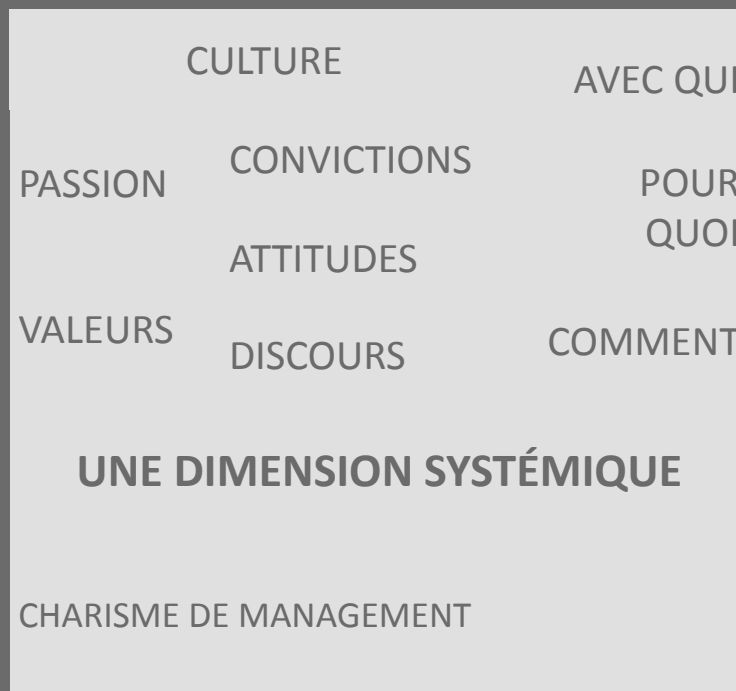 CULTURE
AVEC QUI
CONVICTIONS
PASSION
POUR
QUOI
ATTITUDES
VALEURS
COMMENT
DISCOURS
UNE DIMENSION SYSTÉMIQUE
CHARISME DE MANAGEMENT